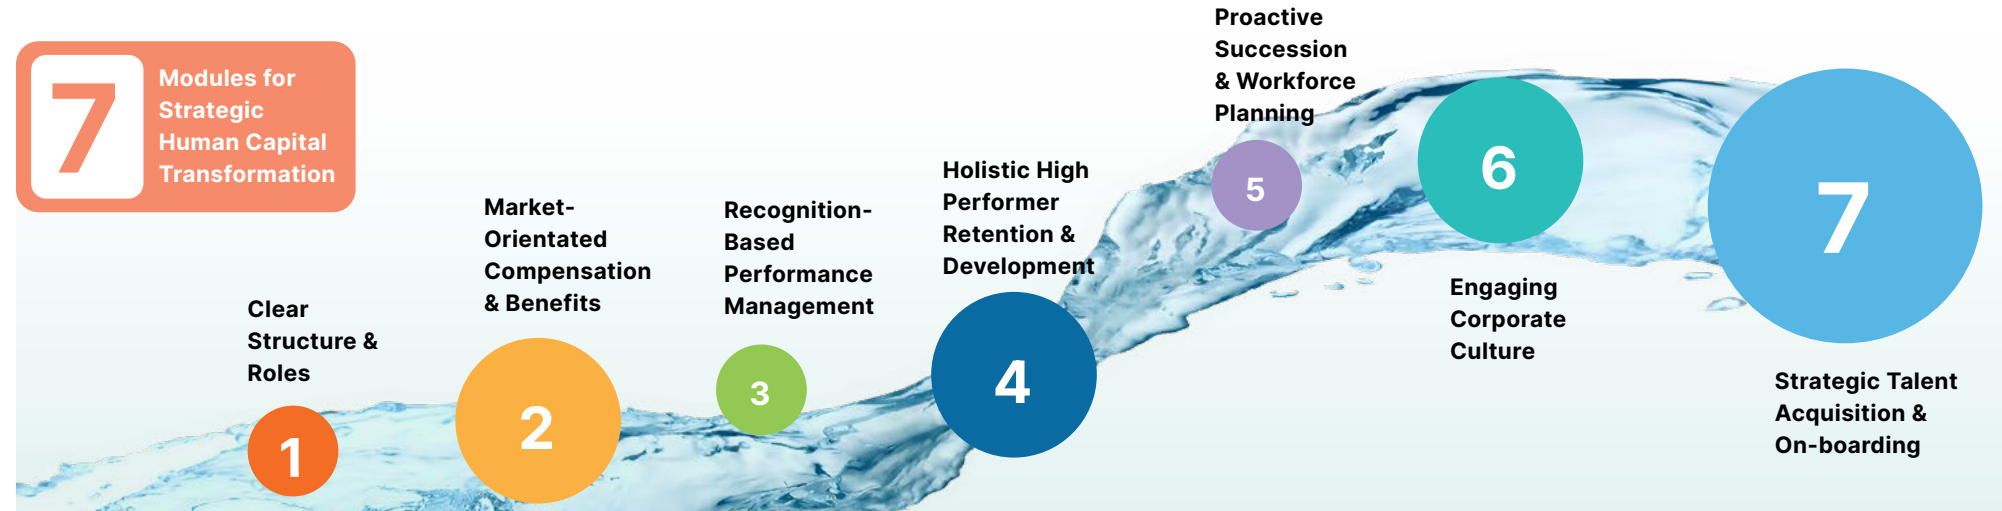 7
Modules for
Strategic
Human Capital
Transformation
Clear
Structure &
Roles
1
Market-
Orientated
Compensation
& Benefits
2
Recognition-
Based
Performance
Management
3
Holistic High
Performer
Retention &
Development
4
Proactive
Succession
& Workforce
Planning
5
6
Engaging
Corporate
Culture
7
Strategic Talent
Acquisition &
On-boarding